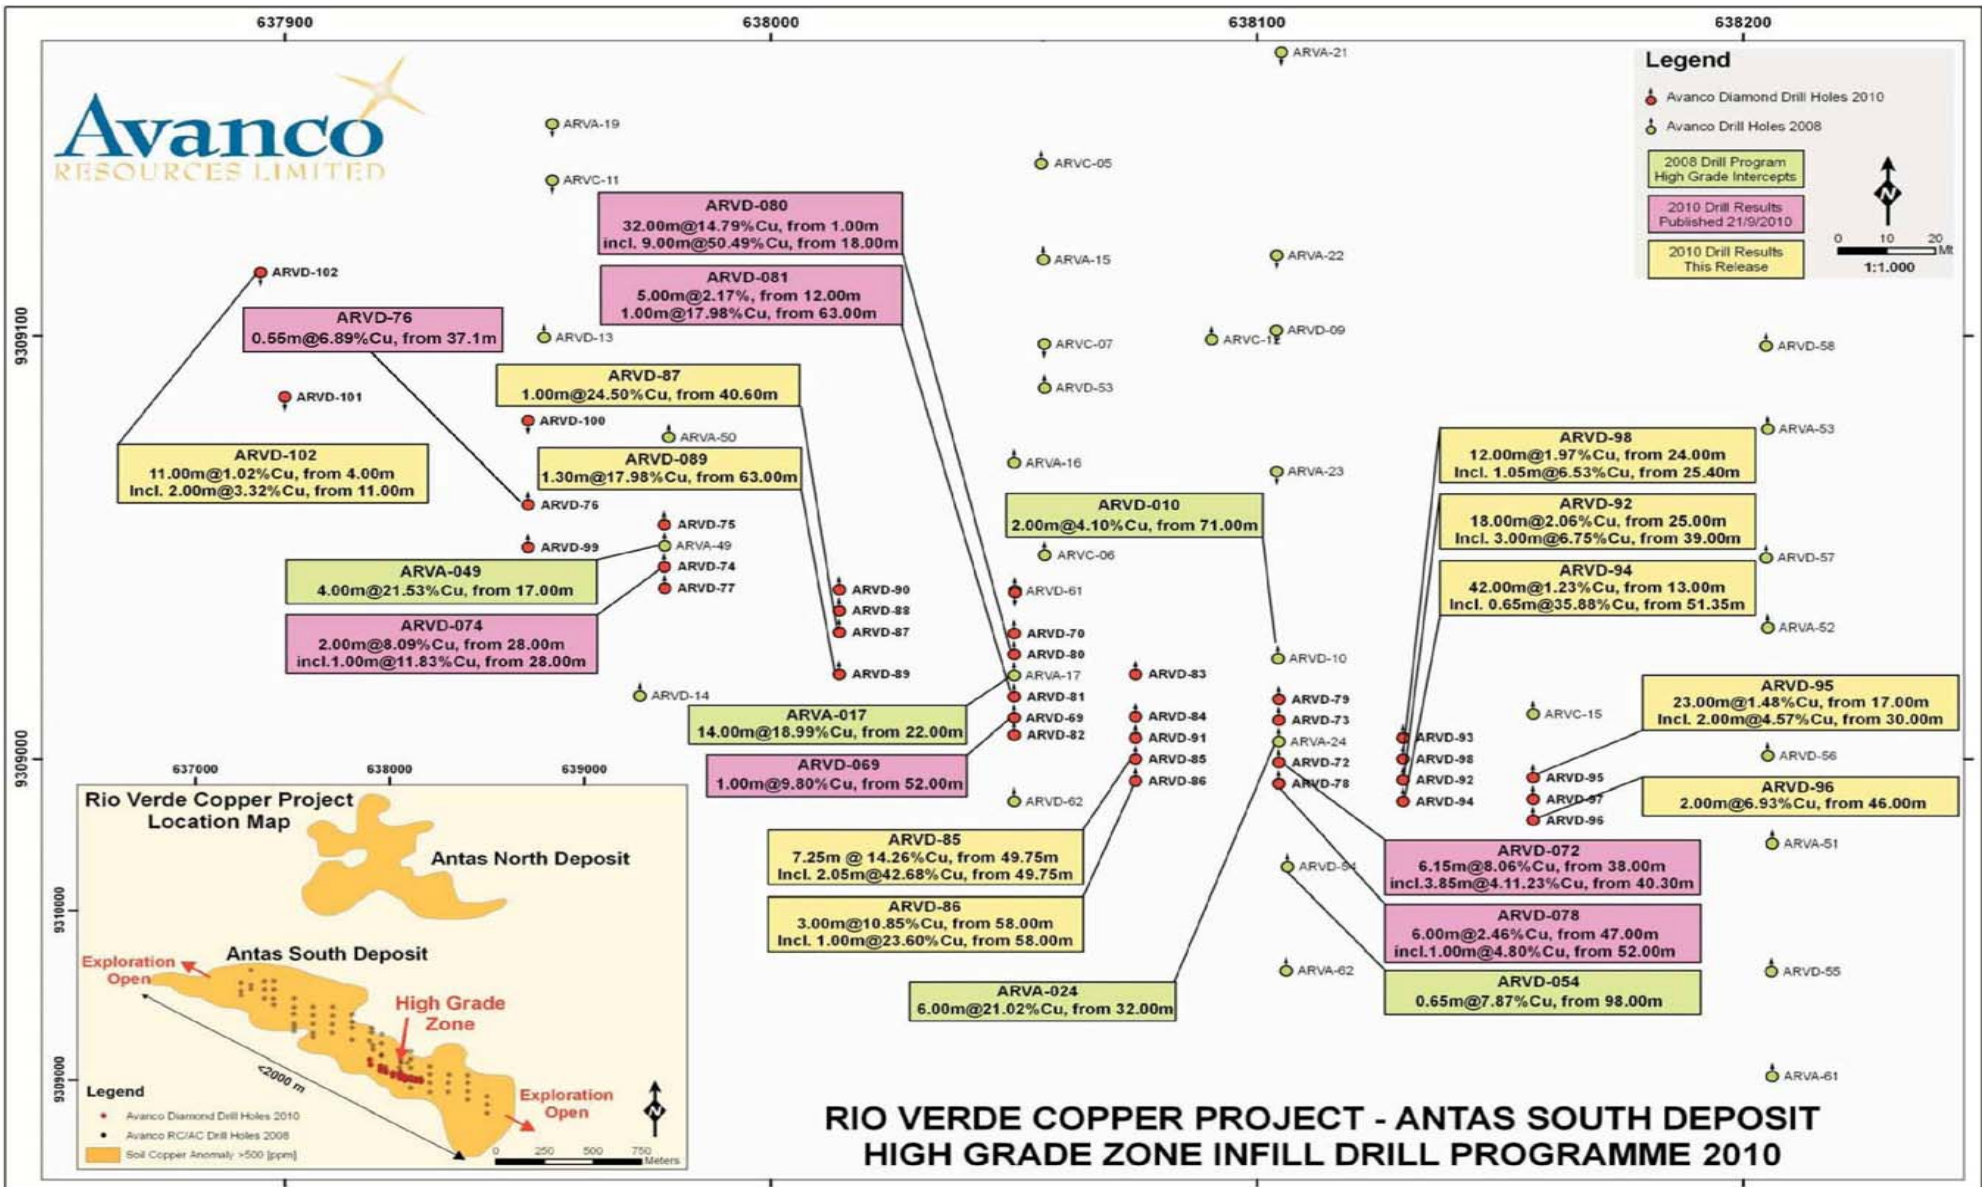 637900
638000
638100
638200
Avanco
RESOURCES LIMITED
ARVA-21
ARVA-19
ARVC-05
ARVC-11
Legend
Avanco Diamond Drill Holes 2010
Avanco Drill Holes 2008
2008 Drill Program
High Grade Intercepts
2010 Drill Results
Published 21/9/2010
2010 Drill Results
This Release
N
0 10 20
Mt
1:1.000
ARVD-080
32.00m@14.79%Cu, from 1.00m
incl. 9.00m@50.49%Cu, from 18.00m
ARVD-081
5.00m@2.17%, from 12.00m
1.00m@17.98%Cu, from 63.00m
ARVA-15
ARVA-22
ARVD-102
ARVD-76
0.55m@6.89%Cu, from 37.1m
9309100
ARVD-13
ARVC-07
ARVC-12
ARVD-09
ARVD-58
ARVD-53
ARVD-87
1.00m@24.50%Cu, from 40.60m
ARVD-101
ARVD-100
ARVA-50
ARVA-53
ARVD-102
11.00m@1.02%Cu, from 4.00m
Incl. 2.00m@3.32%Cu, from 11.00m
ARVD-089
1.30m@17.98%Cu, from 63.00m
ARVA-16
ARVA-23
ARVD-98
12.00m@1.97%Cu, from 24.00m
Incl. 1.05m@6.53%Cu, from 25.40m
ARVD-76
ARVD-75
ARVD-99
ARVA-49
ARVD-74
ARVD-77
ARVD-010
2.00m@4.10%Cu, from 71.00m
ARVC-06
ARVD-92
18.00m@2.06%Cu, from 25.00m
Incl. 3.00m@6.75%Cu, from 39.00m
ARVD-57
ARVA-049
4.00m@21.53%Cu, from 17.00m
ARVD-94
42.00m@1.23%Cu, from 13.00m
Incl. 0.65m@35.88%Cu, from 51.35m
ARVD-90
ARVD-88
ARVD-87
ARVD-89
ARVD-61
ARVD-70
ARVD-80
ARVA-17
ARVD-81
ARVD-69
ARVD-82
ARVA-52
ARVD-074
2.00m@8.09%Cu, from 28.00m
incl.1.00m@11.83%Cu, from 28.00m
ARVD-14
ARVD-10
ARVD-83
ARVD-84
ARVD-91
ARVD-85
ARVD-86
ARVD-79
ARVD-73
ARVA-24
ARVD-72
ARVD-78
ARVD-93
ARVD-98
ARVD-92
ARVD-94
ARVC-15
ARVD-95
23.00m@1.48%Cu, from 17.00m
Incl. 2.00m@4.57%Cu, from 30.00m
ARVD-56
9309000
ARVA-017
14.00m@18.99%Cu, from 22.00m
ARVD-069
1.00m@9.80%Cu, from 52.00m
ARVD-62
ARVD-95
ARVD-97
ARVD-96
ARVD-96
2.00m@6.93%Cu, from 46.00m
ARVA-51
ARVD-85
7.25m @ 14.26%Cu, from 49.75m
Incl. 2.05m@42.68%Cu, from 49.75m
ARVD-54
ARVD-072
6.15m@8.06%Cu, from 38.00m
incl.3.85m@4.11.23%Cu, from 40.30m
ARVD-86
3.00m@10.85%Cu, from 58.00m
Incl. 1.00m@23.60%Cu, from 58.00m
ARVD-078
6.00m@2.46%Cu, from 47.00m
incl.1.00m@4.80%Cu, from 52.00m
ARVA-62
ARVD-55
ARVA-024
6.00m@21.02%Cu, from 32.00m
ARVD-054
0.65m@7.87%Cu, from 98.00m
ARVA-61
637000
638000
639000
Rio Verde Copper Project
Location Map
Antas North Deposit
9310000
Antas South Deposit
Exploration
Open
High Grade
Zone
<2000 m
9309000
Exploration
Open
Legend
Avanco Diamond Drill Holes 2010
Avanco RC/AC Drill Holes 2008
Soil Copper Anomaly >500 [ppm]
N
0 250 500 750
Meters
RIO VERDE COPPER PROJECT - ANTAS SOUTH DEPOSIT
HIGH GRADE ZONE INFILL DRILL PROGRAMME 2010